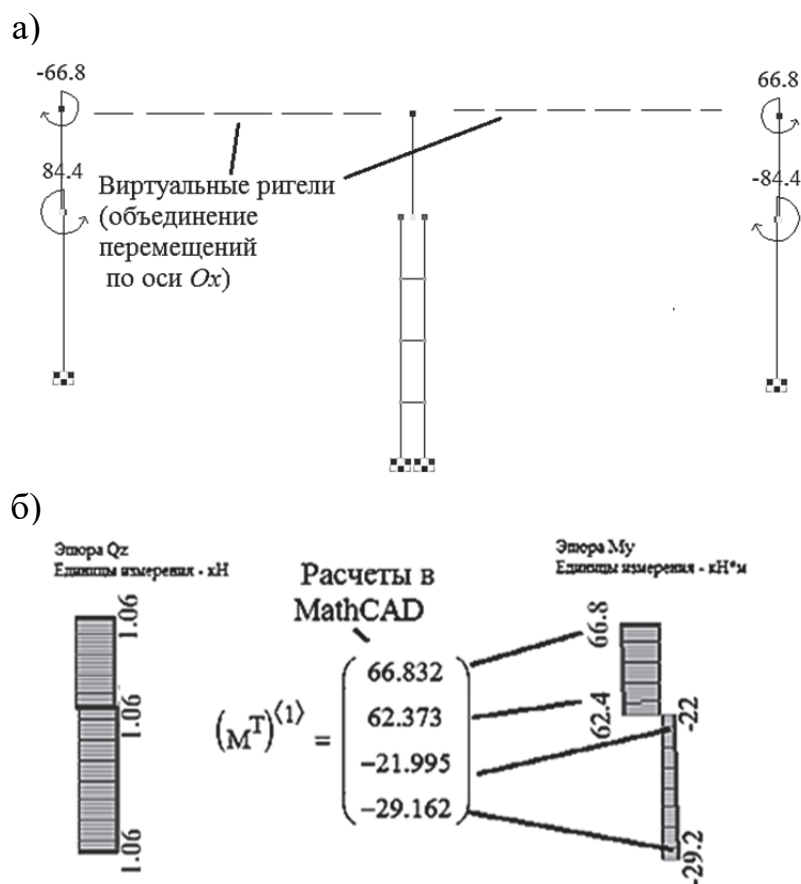 а)
-66.8
66.8
84.4
-84.4
Виртуальные ригели
(объединение
перемещений
по оси Ox)
б)
Эпюра Qz
Единицы измерения - кН
1.06
1.06
1.06
Расчеты в
MathCAD
(M^T)^⟨1⟩ =
66.832
62.373
-21.995
-29.162
Эпюра My
Единицы измерения - кН*м
66.8
62.4
-22
-29.2